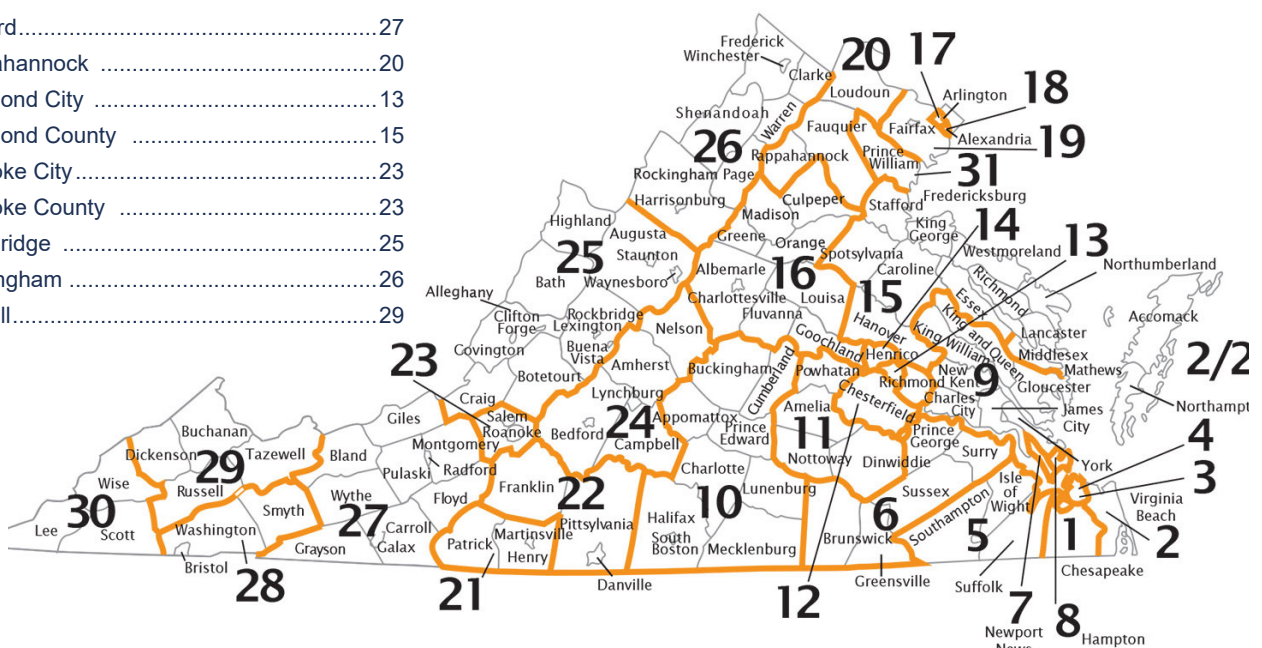 rd....................................................27
ahannock ........................................20
ond City .........................................13
ond County ...................................15
oke City...........................................23
oke County .....................................23
ridge ..............................................25
ngham ............................................26
ll.....................................................29
Frederick
Winchester
Clarke
20
17
Loudoun
Arlington
18
Shenandoah
Warren
Fauquier
Fairfax
Alexandria
19
26
Rappahannock
Prince
William
31
Rockingham Page
Harrisonburg
Culpeper
Stafford
Fredericksburg
Madison
Highland
Augusta
Greene
Orange
King
George
14
25
Staunton
Spotsylvania
Westmoreland
13
Albemarle
16
Caroline
Northumberland
Bath
Waynesboro
Richmond
Alleghany
Charlottesville
Louisa
15
Essex
Clifton
Forge
Rockbridge
Lexington
Fluvanna
Hanover
King and Queen
Accomack
Nelson
Goochland
King William
Lancaster
Covington
Buena
Vista
Henrico
Middlesex
2/2
23
Amherst
Buckingham
Cumberland
Powhatan
New
Kent
9
Mathews
Botetourt
Richmond
Gloucester
Craig
Lynchburg
Chesterfield
Charles
City
James
City
Northampt
Giles
Salem
Roanoke
Bedford
24
Appomattox
Amelia
Buchanan
Montgomery
Campbell
Prince
Edward
11
Prince
George
4
Dickenson
29
Tazewell
Bland
Nottoway
Surry
York
Pulaski
Radford
Charlotte
Dinwiddie
3
Wise
Russell
Wythe
Floyd
Franklin
22
Lunenburg
Sussex
Isle
of
Wight
Virginia
Beach
30
Smyth
27
10
Southampton
Lee
Scott
Washington
Carroll
Galax
Patrick
Martinsville
Henry
Pittsylvania
Halifax
South
Boston
Mecklenburg
6
Brunswick
5
1
2
Grayson
Bristol
28
21
Danville
12
Greensville
Suffolk
Chesapeake
7
8
Newport
News
Hampton